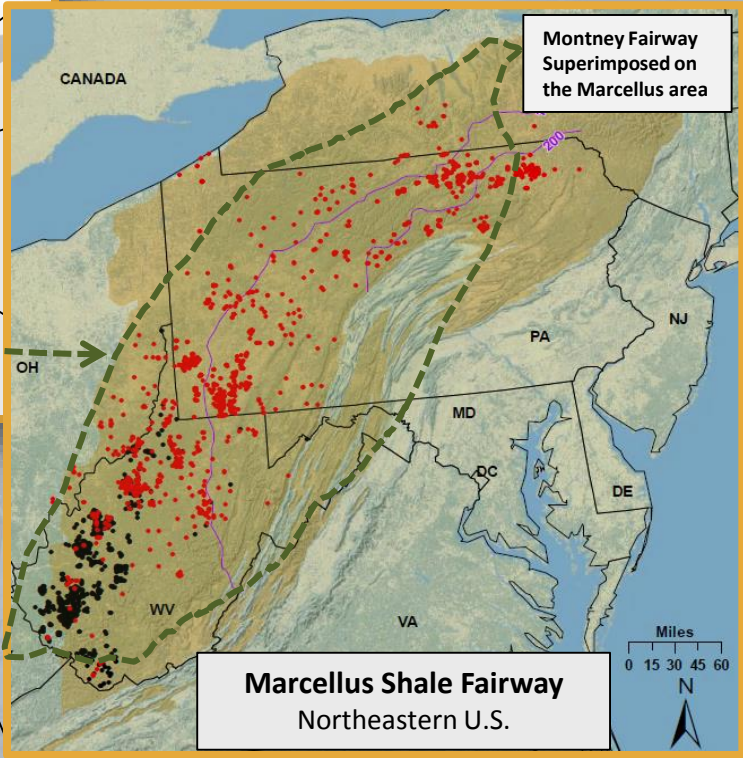 Montney Fairway
Superimposed on
the Marcellus area
CANADA
200
NJ
PA
OH
MD
DC
DE
WV
VA
Miles
0 15 30 45 60
N
Marcellus Shale Fairway
Northeastern U.S.